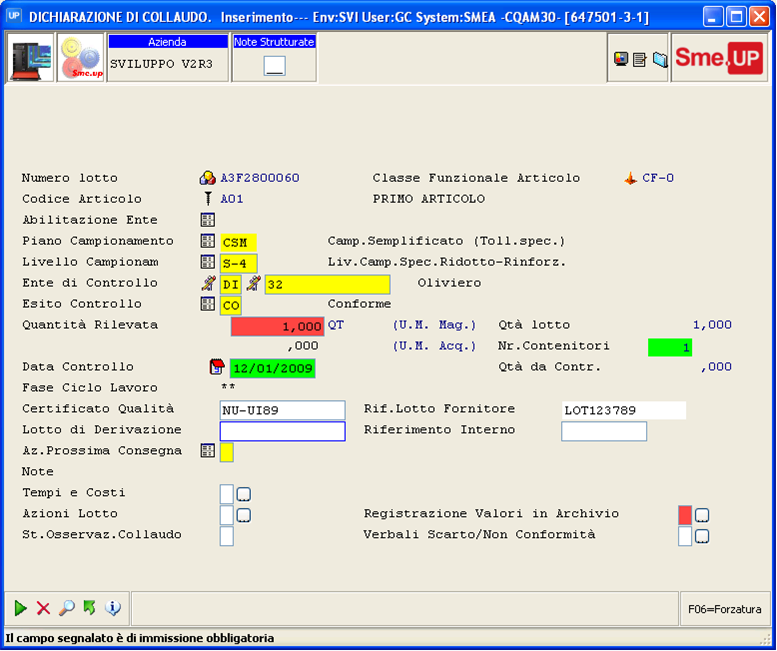 UP DICHIARAZIONE DI COLLAUDO. Inserimento--- Env:SVI User:GC System:SMEA -CQAM30- [647501-3-1]
Sme.up Azienda Note Strutturate Sme.UP
SVILUPPO V2R3
Numero lotto A3F2800060 Classe Funzionale Articolo CF-0
Codice Articolo A01 PRIMO ARTICOLO
Abilitazione Ente
Piano Campionamento CSM Camp.Semplificato (Toll.spec.)
Livello Campionam S-4 Liv.Camp.Spec.Ridotto-Rinforz.
Ente di Controllo DI 32 Oliviero
Esito Controllo CO Conforme
Quantità Rilevata 1,000 QT (U.M. Mag.) Qtà lotto 1,000
,000 (U.M. Acq.) Nr.Contenitori 1
Data Controllo 12/01/2009 Qtà da Contr. ,000
Fase Ciclo Lavoro **
Certificato Qualità NU-UI89 Rif.Lotto Fornitore LOT123789
Lotto di Derivazione Riferimento Interno
Az.Prossima Consegna
Note
Tempi e Costi
Azioni Lotto Registrazione Valori in Archivio
St.Osservaz.Collaudo Verbali Scarto/Non Conformità
F06=Forzatura
Il campo segnalato è di immissione obbligatoria